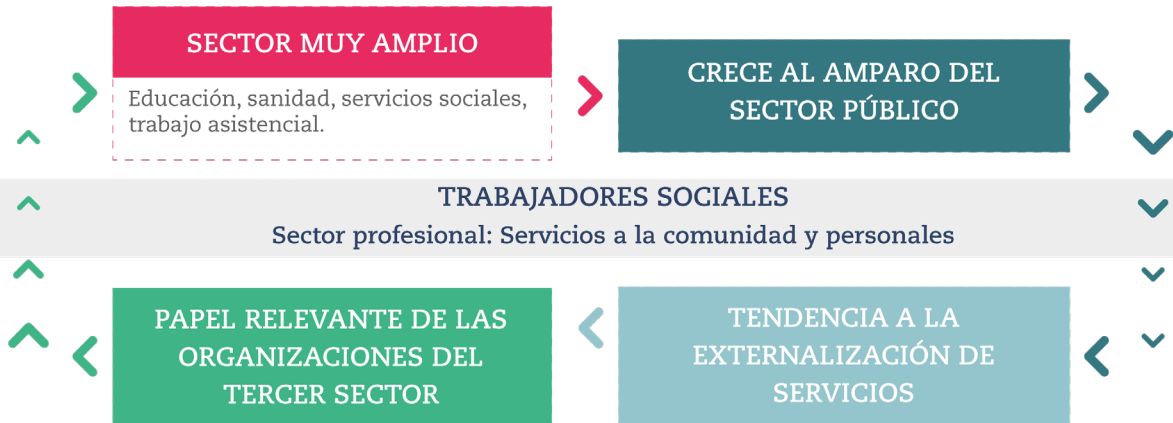 SECTOR MUY AMPLIO
Educación, sanidad, servicios sociales,
trabajo asistencial.
CRECE AL AMPARO DEL
SECTOR PÚBLICO
TRABAJADORES SOCIALES
Sector profesional: Servicios a la comunidad y personales
PAPEL RELEVANTE DE LAS
ORGANIZACIONES DEL
TERCER SECTOR
TENDENCIA A LA
EXTERNALIZACIÓN DE
SERVICIOS